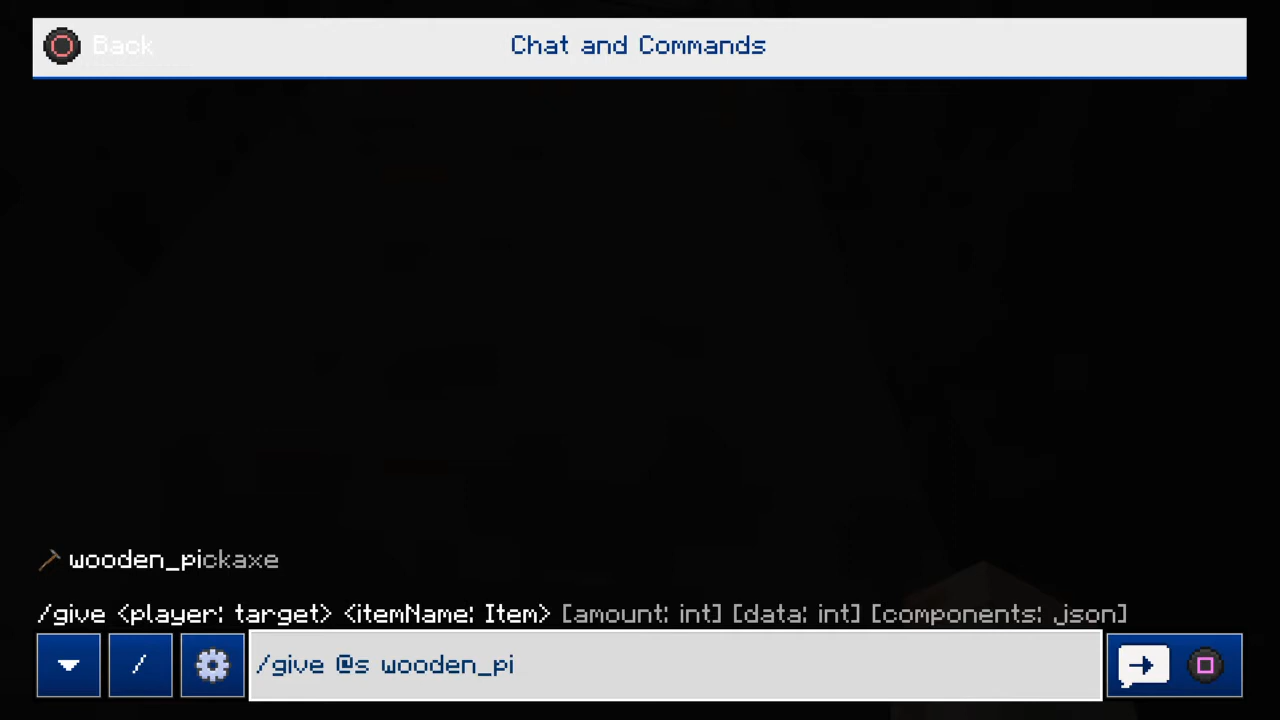 Back
Chat and Commands
wooden_pickaxe
/give <player: target> <itemName: Item> [amount: int] [data: int] [components: json]
/
/give @s wooden_pi